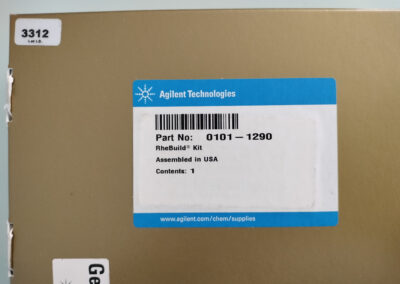 3312
Agilent Technologies
Part No: 0101-1290
RheBuild® Kit
Assembled in USA
Contents: 1
www.agilent.com/chem/supplies
Ge